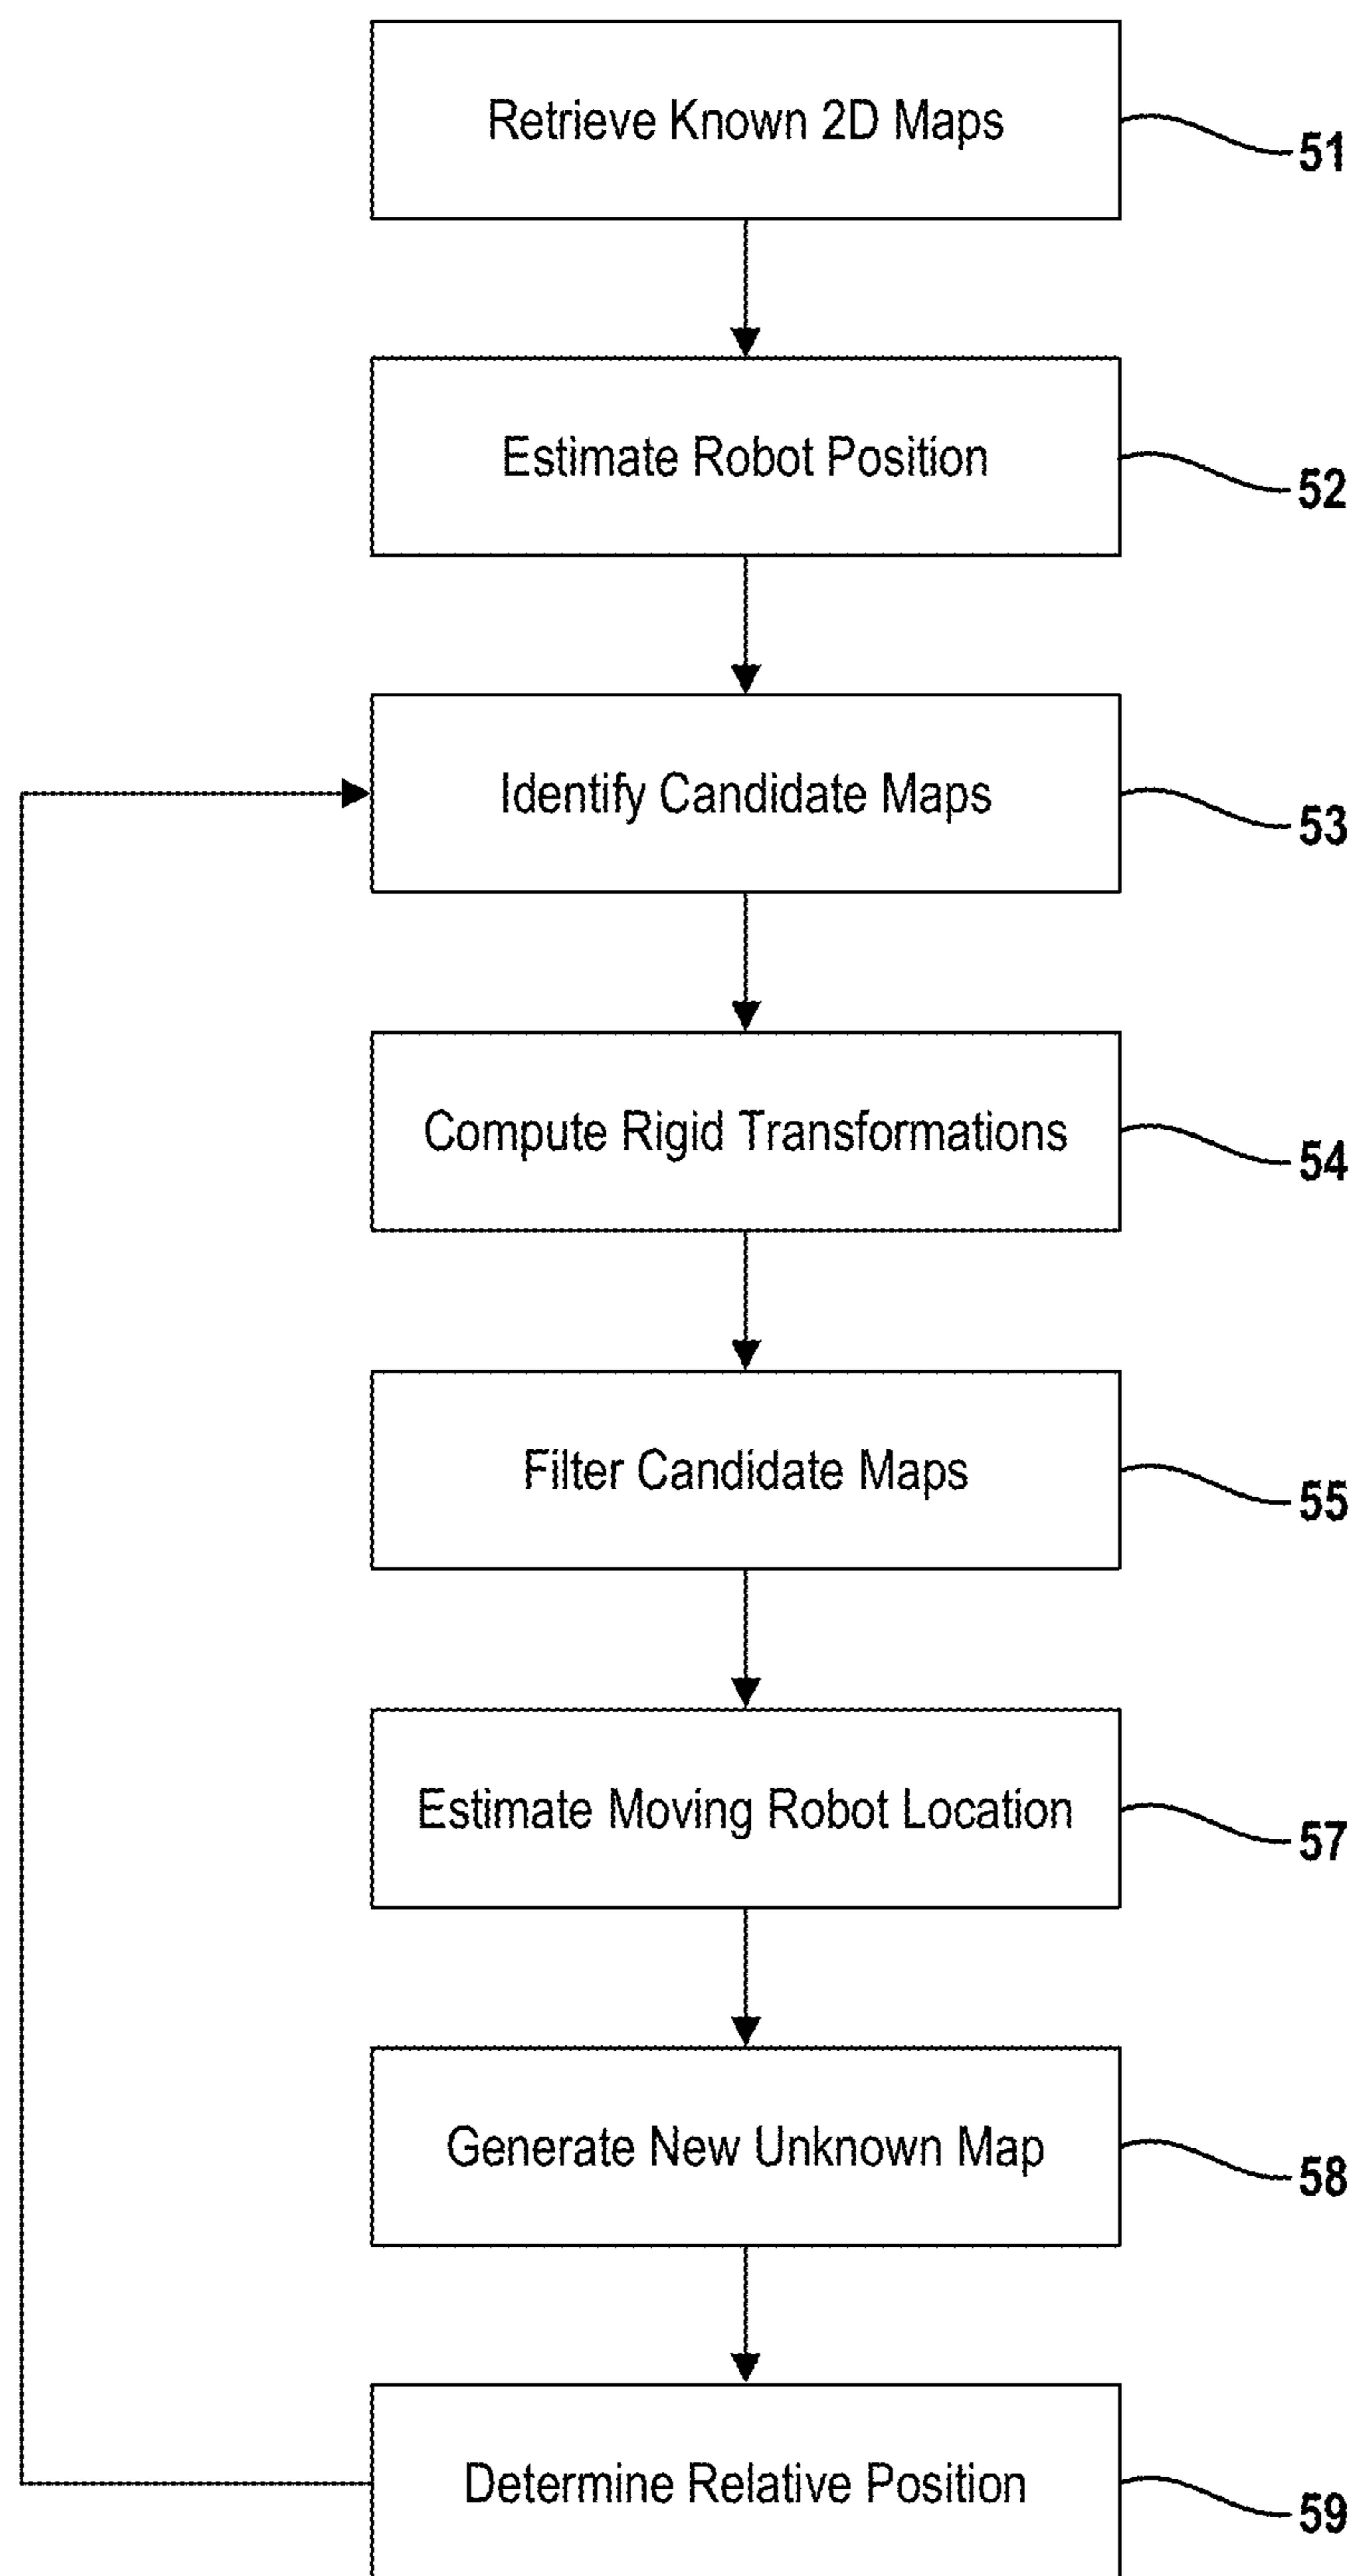 Retrieve Known 2D Maps
51
Estimate Robot Position
52
Identify Candidate Maps
53
Compute Rigid Transformations
54
Filter Candidate Maps
55
Estimate Moving Robot Location
57
Generate New Unknown Map
58
Determine Relative Position
59